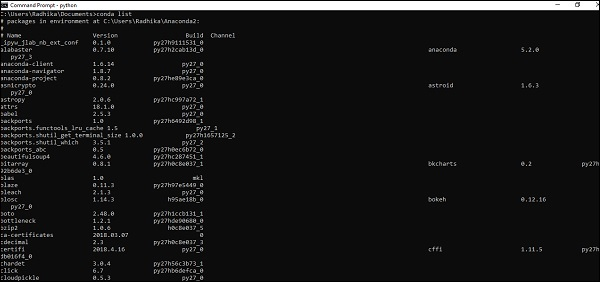 Command Prompt - python
C:\Users\Radhika\Documents>conda list
# packages in environment at C:\Users\Radhika\Anaconda2:
#
# Name Version Build Channel
_ipyw_jlab_nb_ext_conf 0.1.0 py27h9111531_0
alabaster 0.7.10 py27h2cab13d_0 anaconda 5.2.0
py27_3
anaconda-client 1.6.14 py27_0
anaconda-navigator 1.8.7 py27_0
anaconda-project 0.8.2 py27he89e3ca_0
asn1crypto 0.24.0 py27_0 astroid 1.6.3
py27_0
astropy 2.0.6 py27hc997a72_1
attrs 18.1.0 py27_0
babel 2.5.3 py27_0
backports 1.0 py27h6492d98_1
backports.functools_lru_cache 1.5 py27_1
backports.shutil_get_terminal_size 1.0.0 py27h1657125_2
backports.shutil_which 3.5.1 py27_2
backports_abc 0.5 py27h0ec6b72_0
beautifulsoup4 4.6.0 py27hc287451_1
bitarray 0.8.1 py27h0c8e037_1 bkcharts 0.2 py27h
22b6de3_0
blas 1.0 mkl
blaze 0.11.3 py27h97e5449_0
bleach 2.1.3 py27_0
blosc 1.14.3 h95ae18b_0 bokeh 0.12.16
py27_0
boto 2.48.0 py27h1ccb131_1
bottleneck 1.2.1 py27hde90680_0
bzip2 1.0.6 h0c8e037_5
ca-certificates 2018.03.07 0
cdecimal 2.3 py27h0c8e037_3
certifi 2018.4.16 py27_0 cffi 1.11.5 py27h
db016f4_0
chardet 3.0.4 py27h56c3b73_1
click 6.7 py27hb6defca_0
cloudpickle 0.5.3 py27_0